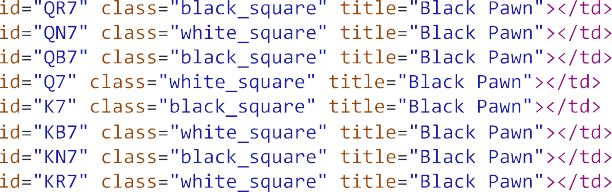 id="QR7" class="black_square" title="Black Pawn"></td>
id="QN7" class="white_square" title="Black Pawn"></td>
id="QB7" class="black_square" title="Black Pawn"></td>
id="Q7" class="white_square" title="Black Pawn"></td>
id="K7" class="black_square" title="Black Pawn"></td>
id="KB7" class="white_square" title="Black Pawn"></td>
id="KN7" class="black_square" title="Black Pawn"></td>
id="KR7" class="white_square" title="Black Pawn"></td>